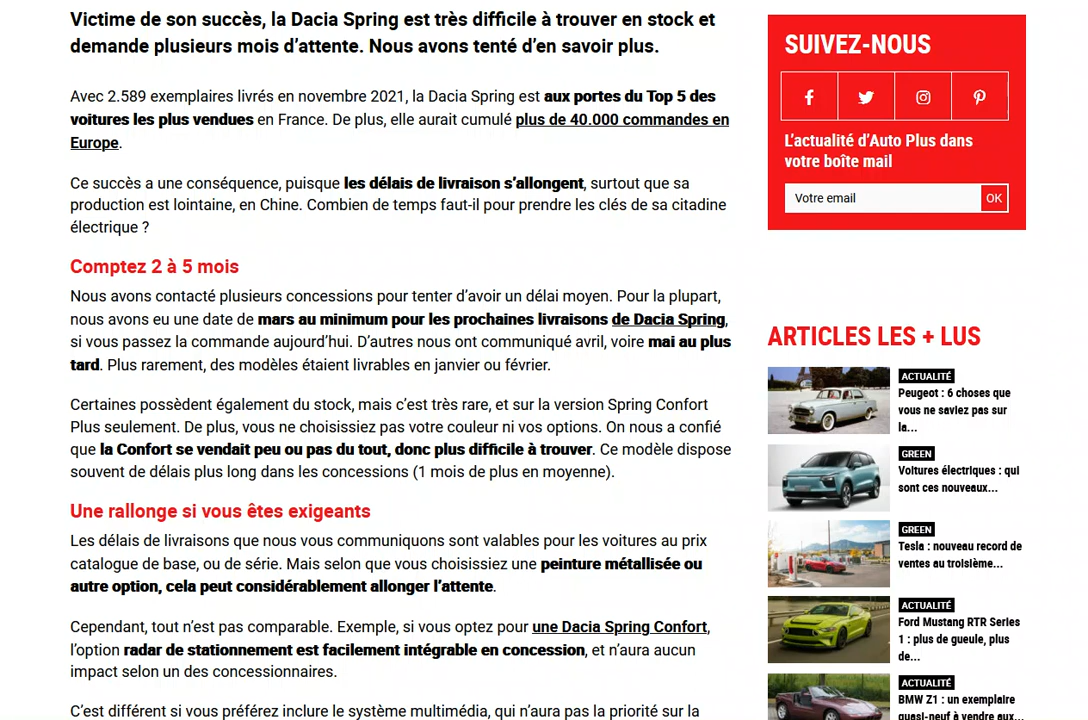 Victime de son succès, la Dacia Spring est très difficile à trouver en stock et
demande plusieurs mois d’attente. Nous avons tenté d’en savoir plus.
Avec 2.589 exemplaires livrés en novembre 2021, la Dacia Spring est aux portes du Top 5 des
voitures les plus vendues en France. De plus, elle aurait cumulé plus de 40.000 commandes en
Europe.
Ce succès a une conséquence, puisque les délais de livraison s’allongent, surtout que sa
production est lointaine, en Chine. Combien de temps faut-il pour prendre les clés de sa citadine
électrique ?
Comptez 2 à 5 mois
Nous avons contacté plusieurs concessions pour tenter d’avoir un délai moyen. Pour la plupart,
nous avons eu une date de mars au minimum pour les prochaines livraisons de Dacia Spring,
si vous passez la commande aujourd’hui. D’autres nous ont communiqué avril, voire mai au plus
tard. Plus rarement, des modèles étaient livrables en janvier ou février.
Certaines possèdent également du stock, mais c’est très rare, et sur la version Spring Confort
Plus seulement. De plus, vous ne choisissiez pas votre couleur ni vos options. On nous a confié
que la Confort se vendait peu ou pas du tout, donc plus difficile à trouver. Ce modèle dispose
souvent de délais plus long dans les concessions (1 mois de plus en moyenne).
Une rallonge si vous êtes exigeants
Les délais de livraisons que nous vous communiquons sont valables pour les voitures au prix
catalogue de base, ou de série. Mais selon que vous choisissiez une peinture métallisée ou
autre option, cela peut considérablement allonger l’attente.
Cependant, tout n’est pas comparable. Exemple, si vous optez pour une Dacia Spring Confort,
l’option radar de stationnement est facilement intégrable en concession, et n’aura aucun
impact selon un des concessionnaires.
C’est différent si vous préférez inclure le système multimédia, qui n’aura pas la priorité sur la
SUIVEZ-NOUS
L’actualité d’Auto Plus dans
votre boîte mail
Votre email OK
ARTICLES LES + LUS
ACTUALITÉ
Peugeot : 6 choses que
vous ne saviez pas sur
la...
GREEN
Voitures électriques : qui
sont ces nouveaux...
GREEN
Tesla : nouveau record de
ventes au troisième...
ACTUALITÉ
Ford Mustang RTR Series
1 : plus de gueule, plus
de...
ACTUALITÉ
BMW Z1 : un exemplaire
quasi-neuf à vendre aux...